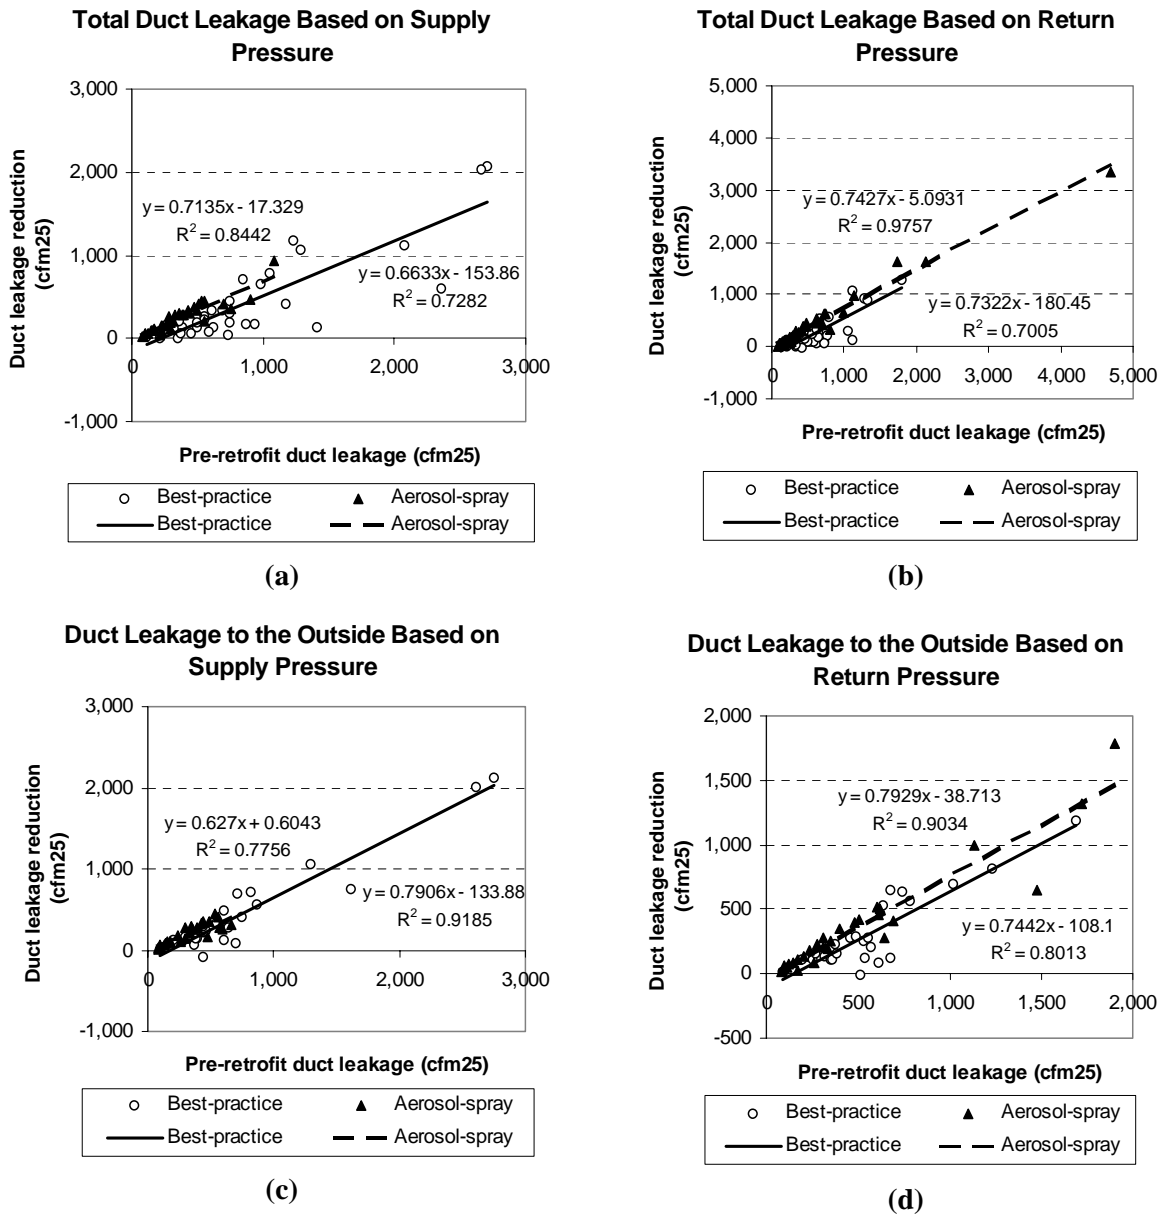 Total Duct Leakage Based on Supply
Pressure
3,000
2,000
1,000
0
-1,000
Duct leakage reduction
(cfm25)
y = 0.7135x - 17.329
R² = 0.8442
y = 0.6633x - 153.86
R² = 0.7282
0
1,000
2,000
3,000
Pre-retrofit duct leakage (cfm25)
Best-practice
Aerosol-spray
Best-practice
Aerosol-spray
(a)
Total Duct Leakage Based on Return
Pressure
5,000
4,000
3,000
2,000
1,000
0
-1,000
Duct leakage reduction
(cfm25)
y = 0.7427x - 5.0931
R² = 0.9757
y = 0.7322x - 180.45
R² = 0.7005
0
1,000
2,000
3,000
4,000
5,000
Pre-retrofit duct leakage (cfm25)
Best-practice
Aerosol-spray
Best-practice
Aerosol-spray
(b)
Duct Leakage to the Outside Based on
Supply Pressure
3,000
2,000
1,000
0
-1,000
Duct leakage reduction
(cfm25)
y = 0.627x + 0.6043
R² = 0.7756
y = 0.7906x - 133.88
R² = 0.9185
0
1,000
2,000
3,000
Pre-retrofit duct leakage (cfm25)
Best-practice
Aerosol-spray
Best-practice
Aerosol-spray
(c)
Duct Leakage to the Outside Based on
Return Pressure
2,000
1,500
1,000
500
0
-500
Duct leakage reduction
(cfm25)
y = 0.7929x - 38.713
R² = 0.9034
y = 0.7442x - 108.1
R² = 0.8013
0
500
1,000
1,500
2,000
Pre-retrofit duct leakage (cfm25)
Best-practice
Aerosol-spray
Best-practice
Aerosol-spray
(d)